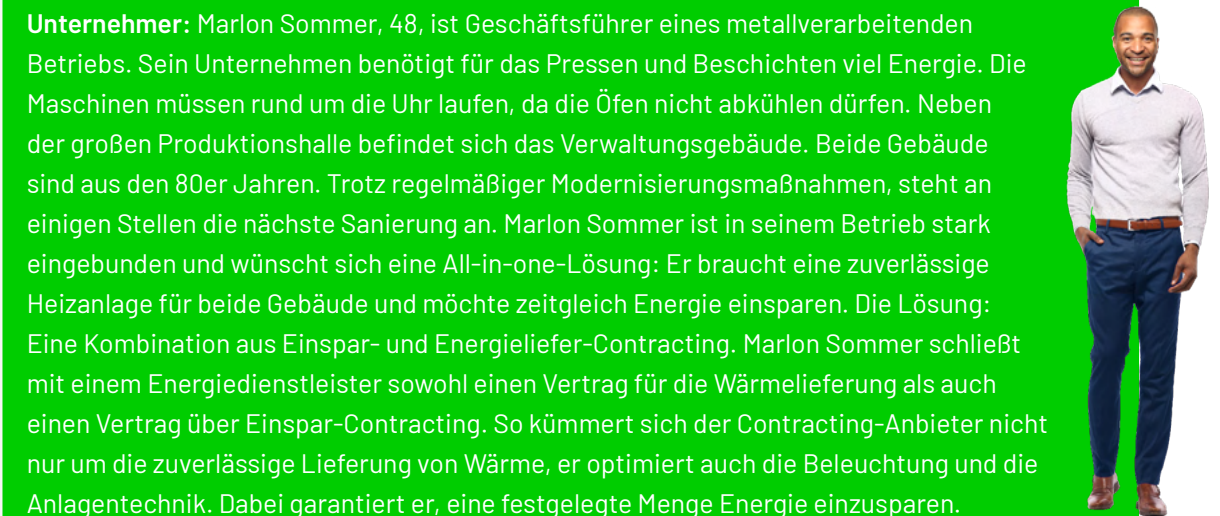 Unternehmer: Marlon Sommer, 48, ist Geschäftsführer eines metallverarbeitenden
Betriebs. Sein Unternehmen benötigt für das Pressen und Beschichten viel Energie. Die
Maschinen müssen rund um die Uhr laufen, da die Öfen nicht abkühlen dürfen. Neben
der großen Produktionshalle befindet sich das Verwaltungsgebäude. Beide Gebäude
sind aus den 80er Jahren. Trotz regelmäßiger Modernisierungsmaßnahmen, steht an
einigen Stellen die nächste Sanierung an. Marlon Sommer ist in seinem Betrieb stark
eingebunden und wünscht sich eine All-in-one-Lösung: Er braucht eine zuverlässige
Heizanlage für beide Gebäude und möchte zeitgleich Energie einsparen. Die Lösung:
Eine Kombination aus Einspar- und Energieliefer-Contracting. Marlon Sommer schließt
mit einem Energiedienstleister sowohl einen Vertrag für die Wärmelieferung als auch
einen Vertrag über Einspar-Contracting. So kümmert sich der Contracting-Anbieter nicht
nur um die zuverlässige Lieferung von Wärme, er optimiert auch die Beleuchtung und die
Anlagentechnik. Dabei garantiert er, eine festgelegte Menge Energie einzusparen.